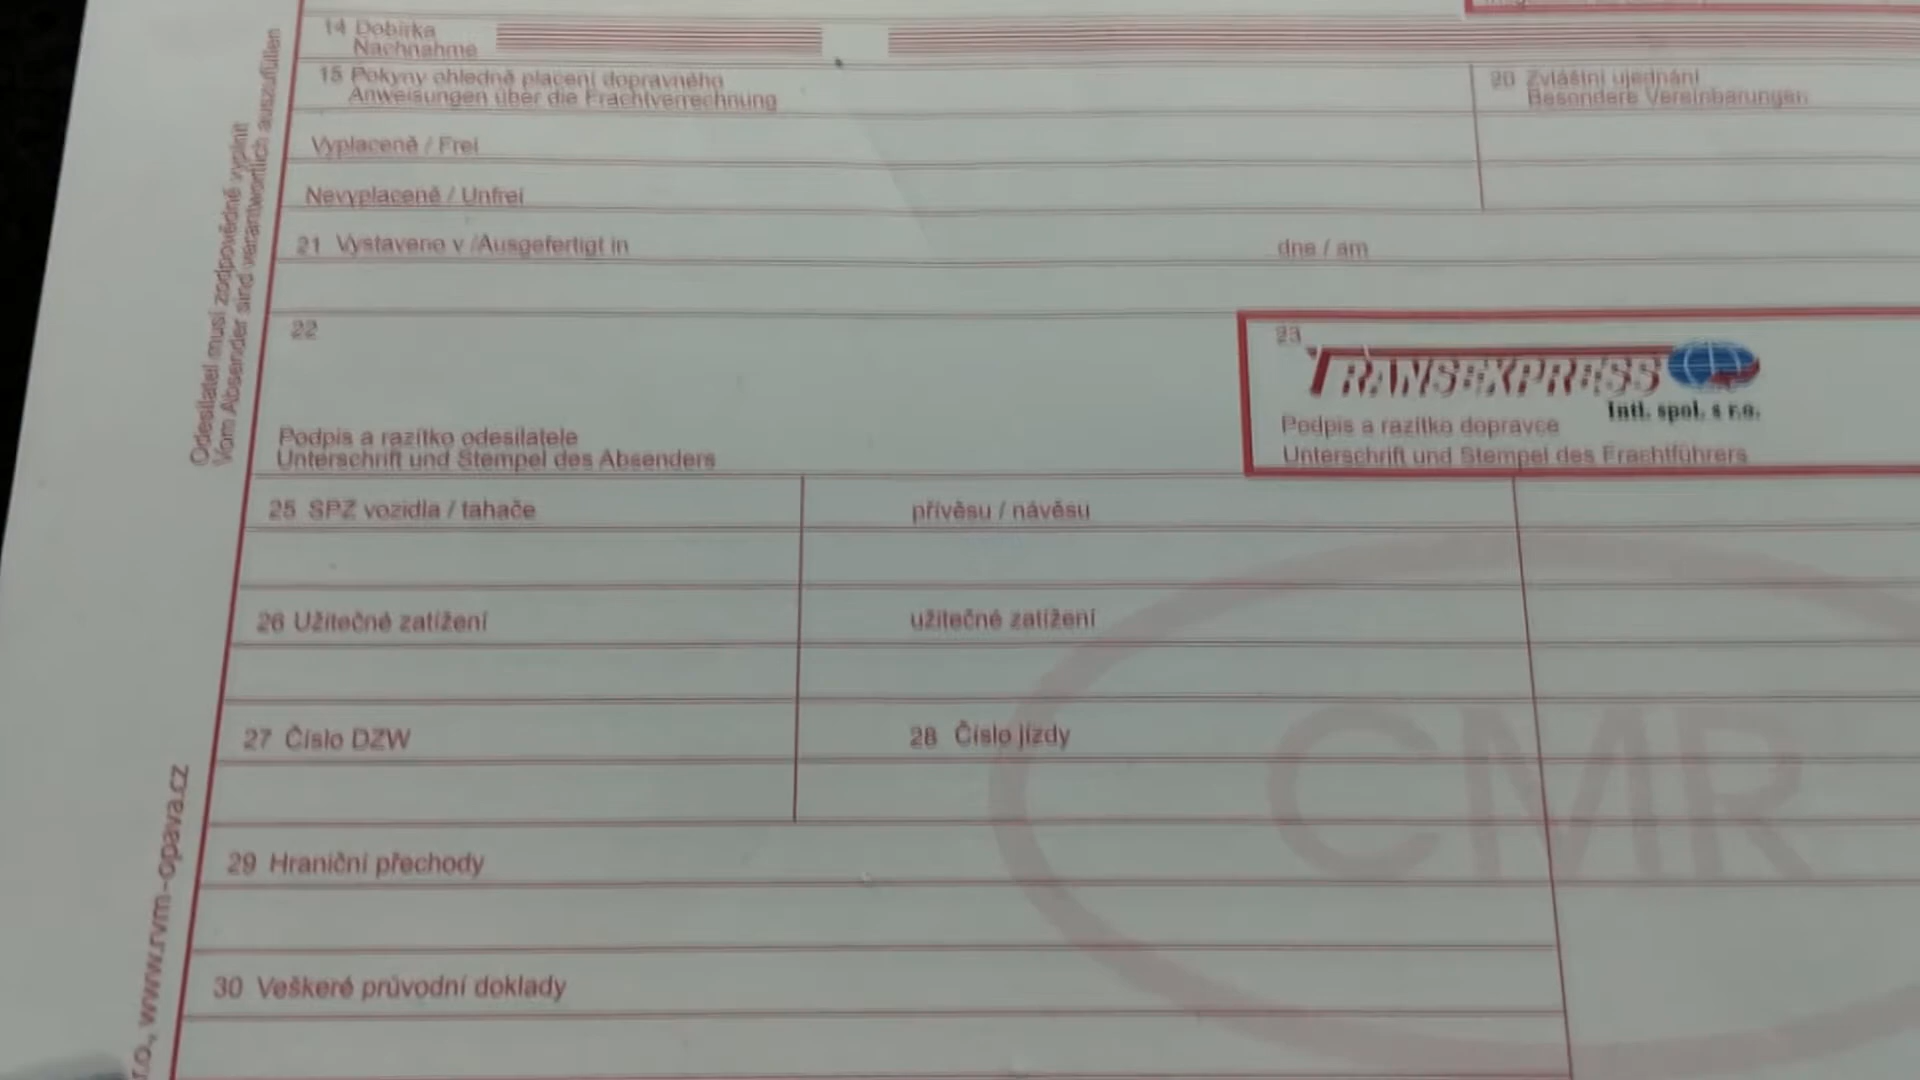 14 Dobírka
Nachnahme
15 Pokyny ohledně placení dopravného
Anweisungen über die Frachtverrechnung
20 Zvláštní ujednání
Besondere Vereinbarungen
Vyplaceně / Frei
Nevyplaceně / Unfrei
21 Vystaveno v /Ausgefertigt in
dne / am
22
Podpis a razítko odesílatele
Unterschrift und Stempel des Absenders
23
TRANSEXPRESS
Intl. spol. s r.o.
Podpis a razítko dopravce
Unterschrift und Stempel des Frachtführers
25 SPZ vozidla / tahače
přívěsu / návěsu
26 Užitečné zatížení
užitečné zatížení
27 Číslo DZW
28 Číslo jízdy
29 Hraniční přechody
30 Veškeré průvodní doklady
CMR
Odesílatel musí zodpovědně vyplnit
Vom Absender sind verantwortlich auszufüllen
r.o., www.rvm-opava.cz